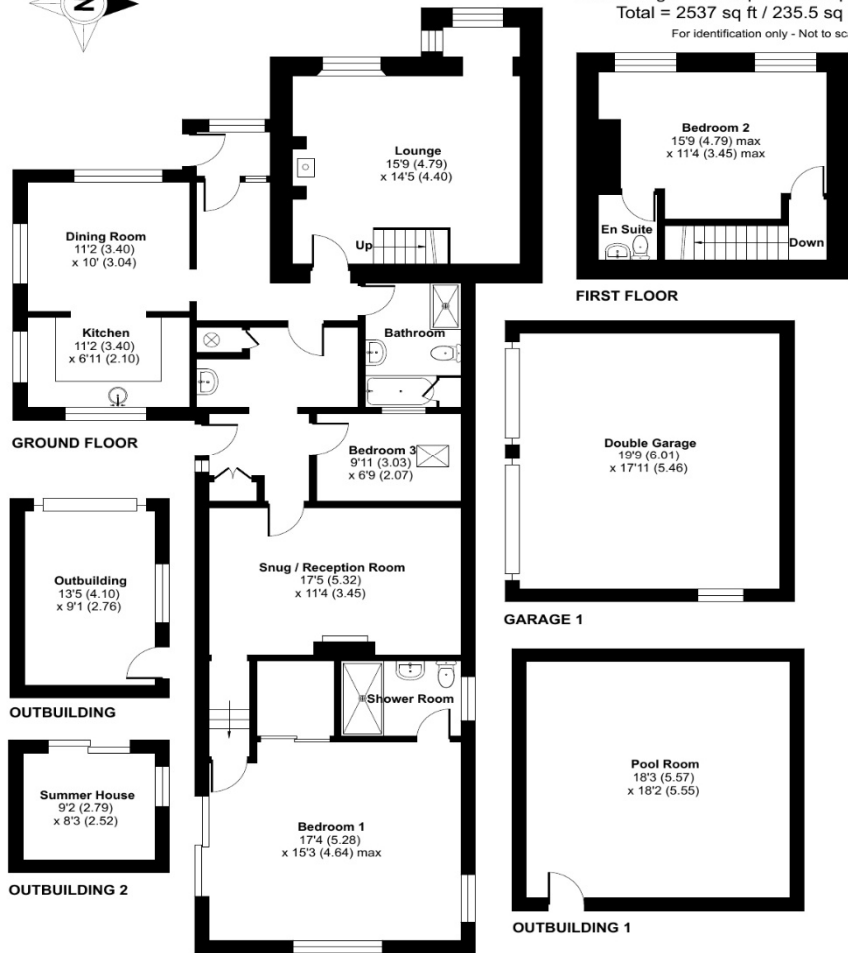 N
Total = 2537 sq ft / 235.5 sq
For identification only - Not to
Lounge
15'9 (4.79)
x 14'5 (4.40)
Up
Dining Room
11'2 (3.40)
x 10' (3.04)
Kitchen
11'2 (3.40)
x 6'11 (2.10)
Bathroom
GROUND FLOOR
Bedroom 2
15'9 (4.79) max
x 11'4 (3.45) max
En Suite
Down
FIRST FLOOR
Bedroom 3
9'11 (3.03)
x 6'9 (2.07)
Double Garage
19'9 (6.01)
x 17'11 (5.46)
GARAGE 1
Outbuilding
13'5 (4.10)
x 9'1 (2.76)
OUTBUILDING
Snug / Reception Room
17'5 (5.32)
x 11'4 (3.45)
Shower Room
Summer House
9'2 (2.79)
x 8'3 (2.52)
OUTBUILDING 2
Bedroom 1
17'4 (5.28)
x 15'3 (4.64) max
Pool Room
18'3 (5.57)
x 18'2 (5.55)
OUTBUILDING 1